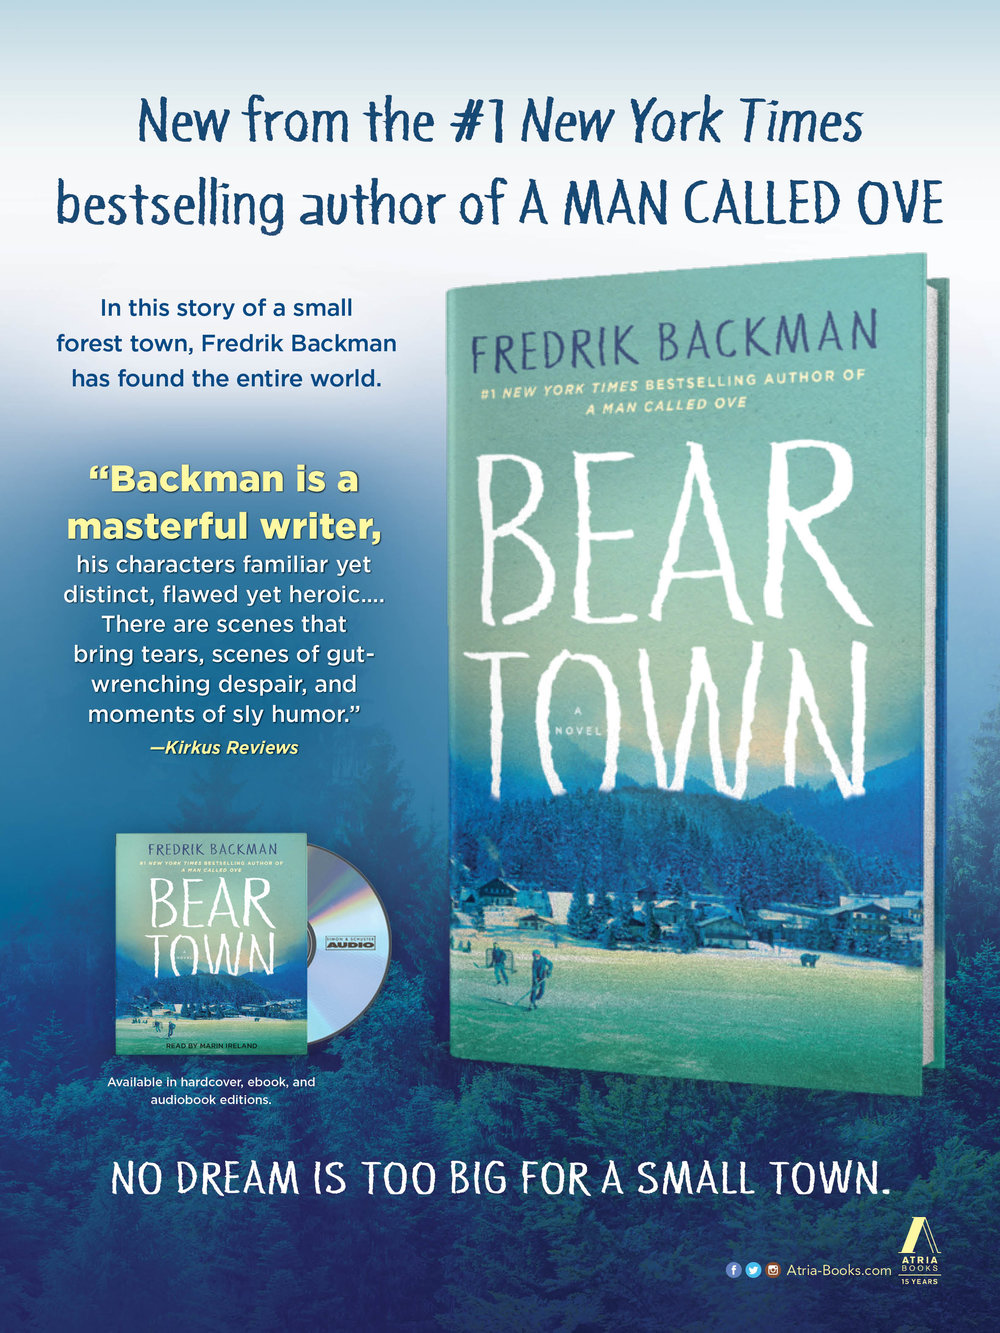 New from the #1 New York Times
bestselling author of A MAN CALLED OVE
In this story of a small
forest town, Fredrik Backman
has found the entire world.
“Backman is a
masterful writer,
his characters familiar yet
distinct, flawed yet heroic....
There are scenes that
bring tears, scenes of gut-
wrenching despair, and
moments of sly humor.”
—Kirkus Reviews
FREDRIK BACKMAN
#1 NEW YORK TIMES BESTSELLING AUTHOR OF
A MAN CALLED OVE
BEAR
TOWN
A
NOVEL
FREDRIK BACKMAN
#1 NEW YORK TIMES BESTSELLING AUTHOR OF
A MAN CALLED OVE
BEAR
TOWN
A
NOVEL
READ BY MARIN IRELAND
SIMON & SCHUSTER
AUDIO
Available in hardcover, ebook, and
audiobook editions.
NO DREAM IS TOO BIG FOR A SMALL TOWN.
Atria-Books.com
ATRIA
BOOKS
15 YEARS